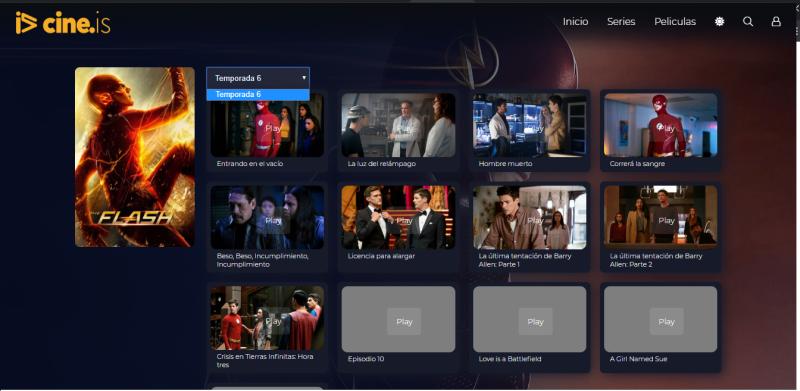 cine.is
Inicio
Series
Peliculas
Temporada 6
Temporada 6
Play
Play
Play
Play
Entrando en el vacío
La luz del relámpago
Hombre muerto
Correrá la sangre
FLASH
Play
Play
Play
Play
Beso, Beso, Incumplimiento,
Incumplimiento
Licencia para alargar
La última tentación de Barry
Allen: Parte 1
La última tentación de Barry
Allen: Parte 2
Play
Play
Play
Play
Crisis en Tierras Infinitas: Hora
tres
Episodio 10
Love is a Battlefield
A Girl Named Sue